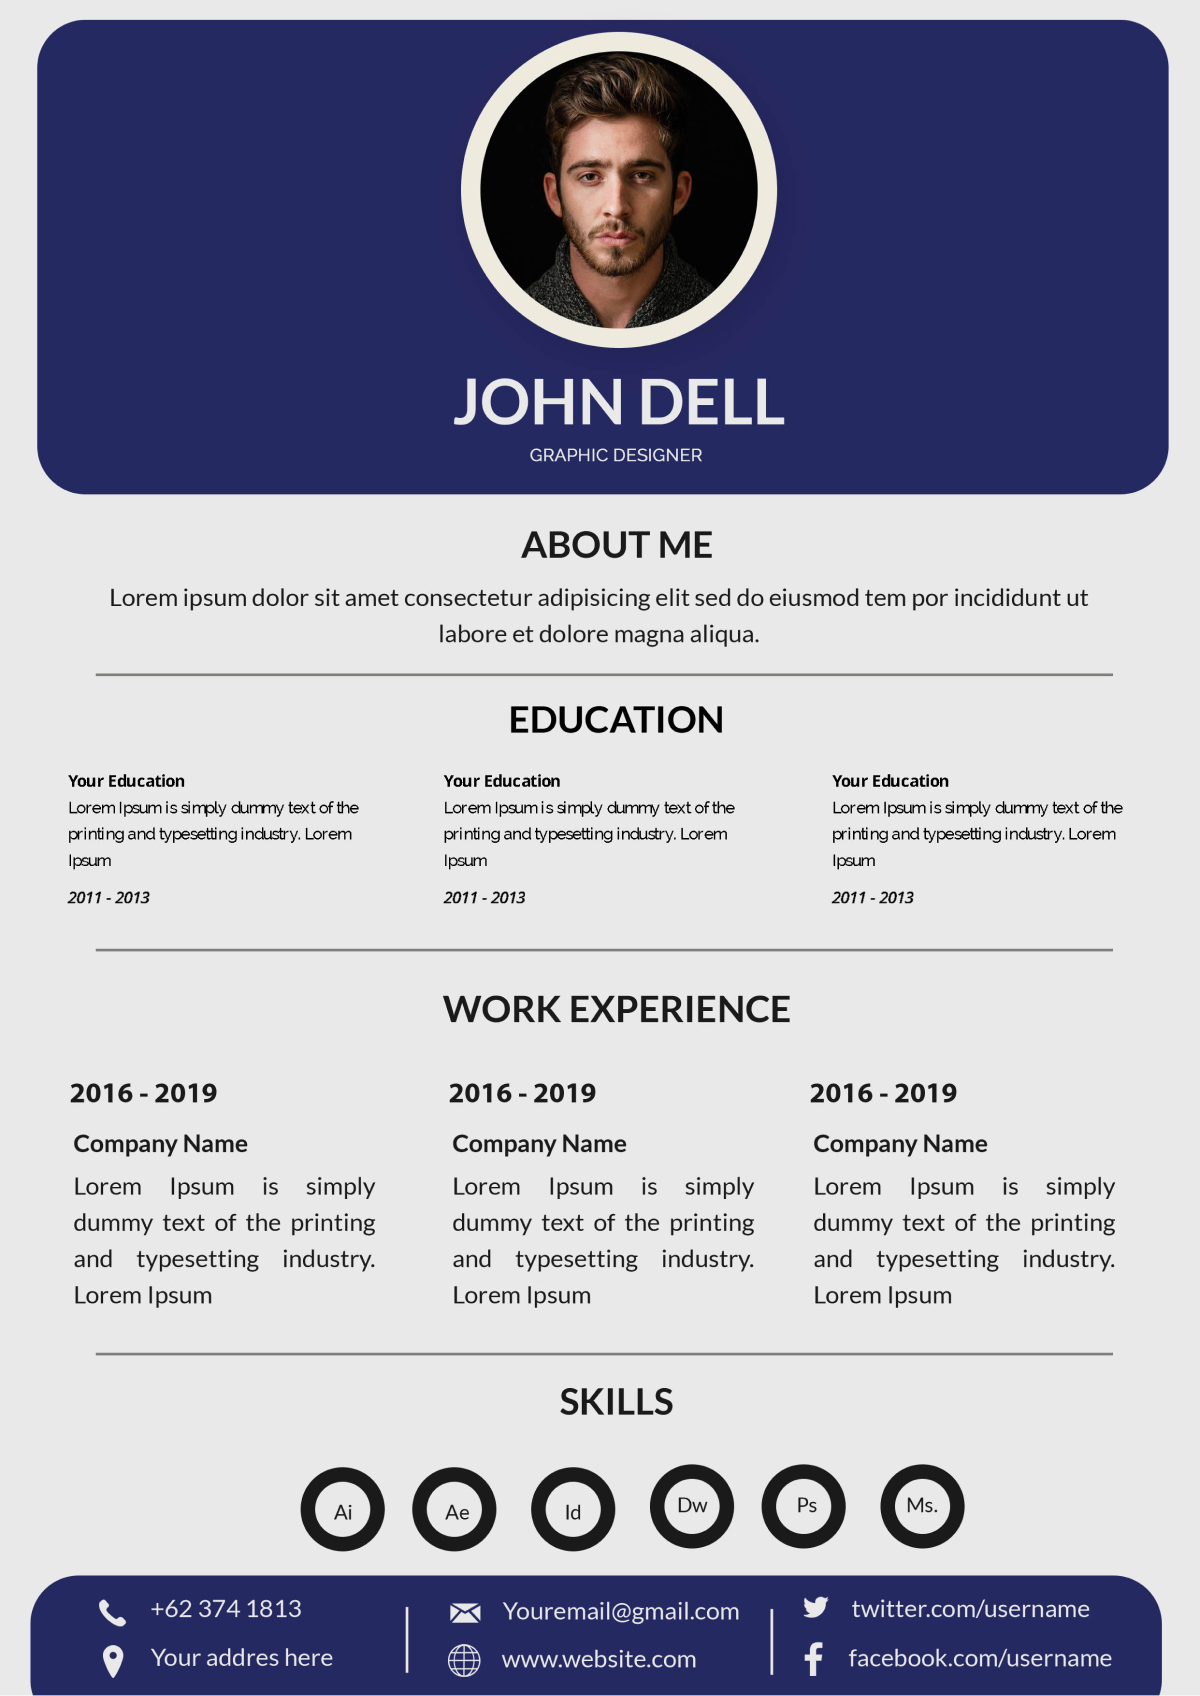 JOHN DELL
GRAPHIC DESIGNER
ABOUT ME
Lorem ipsum dolor sit amet consectetur adipisicing elit sed do eiusmod tem por incididunt ut
labore et dolore magna aliqua.
EDUCATION
Your Education
Lorem Ipsum is simply dummy text of the
printing and typesetting industry. Lorem
Ipsum
2011 - 2013
Your Education
Lorem Ipsum is simply dummy text of the
printing and typesetting industry. Lorem
Ipsum
2011 - 2013
Your Education
Lorem Ipsum is simply dummy text of the
printing and typesetting industry. Lorem
Ipsum
2011 - 2013
WORK EXPERIENCE
2016 - 2019
Company Name
Lorem Ipsum is simply
dummy text of the printing
and typesetting industry.
Lorem Ipsum
2016 - 2019
Company Name
Lorem Ipsum is simply
dummy text of the printing
and typesetting industry.
Lorem Ipsum
2016 - 2019
Company Name
Lorem Ipsum is simply
dummy text of the printing
and typesetting industry.
Lorem Ipsum
SKILLS
Ai
Ae
Id
Dw
Ps
Ms.
+62 374 1813
Your addres here
Youremail@gmail.com
www.website.com
twitter.com/username
facebook.com/username